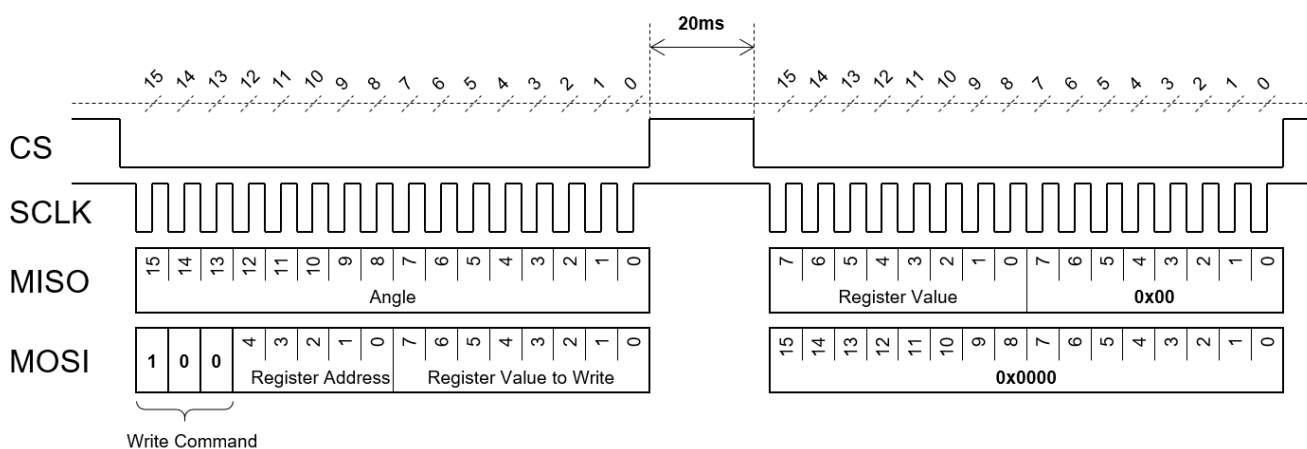 20ms
15 14 13 12 11 10 9 8 7 6 5 4 3 2 1 0 15 14 13 12 11 10 9 8 7 6 5 4 3 2 1 0
CS
SCLK
MISO
15 14 13 12 11 10 9 8 7 6 5 4 3 2 1 0 7 6 5 4 3 2 1 0 7 6 5 4 3 2 1 0
Angle Register Value 0x00
MOSI
1 0 0 4 3 2 1 0 7 6 5 4 3 2 1 0 15 14 13 12 11 10 9 8 7 6 5 4 3 2 1 0
Register Address Register Value to Write 0x0000
Write Command